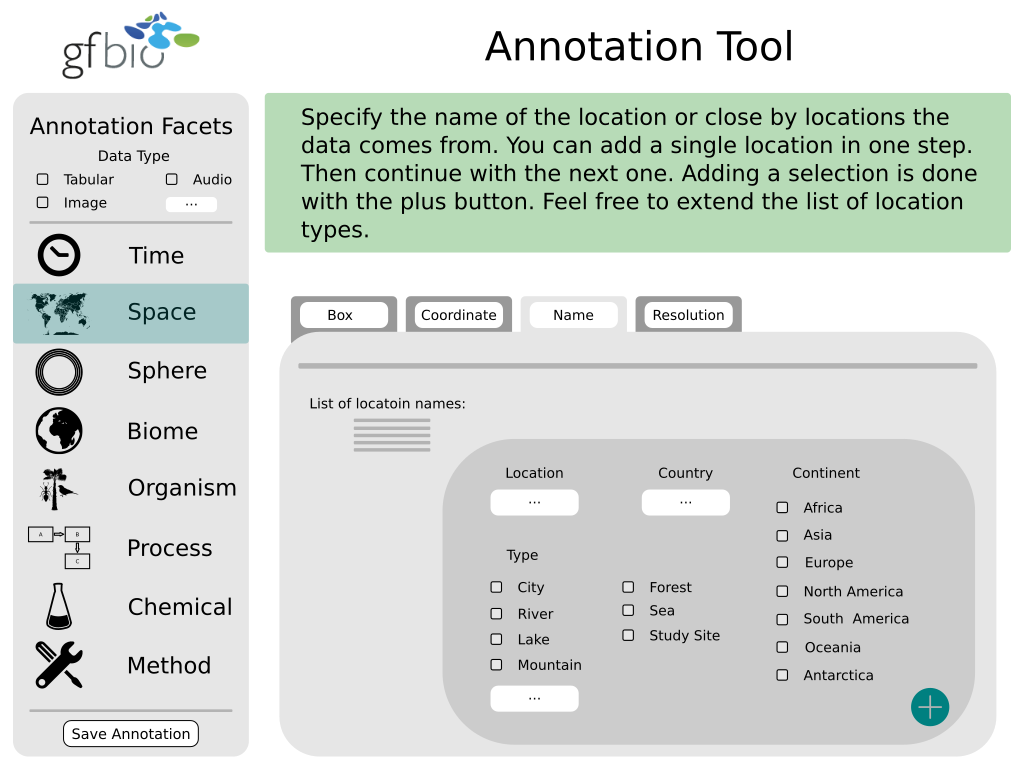 gfbio
Annotation Tool
Annotation Facets
Data Type
Tabular
Audio
Image
...
Time
Space
Sphere
Biome
Organism
A
B
C
Process
Chemical
Method
Save Annotation
Specify the name of the location or close by locations the
data comes from. You can add a single location in one step.
Then continue with the next one. Adding a selection is done
with the plus button. Feel free to extend the list of location
types.
Box
Coordinate
Name
Resolution
List of locatoin names:
Location
...
Country
...
Type
City
River
Lake
Mountain
...
Forest
Sea
Study Site
Continent
Africa
Asia
Europe
North America
South  America
Oceania
Antarctica